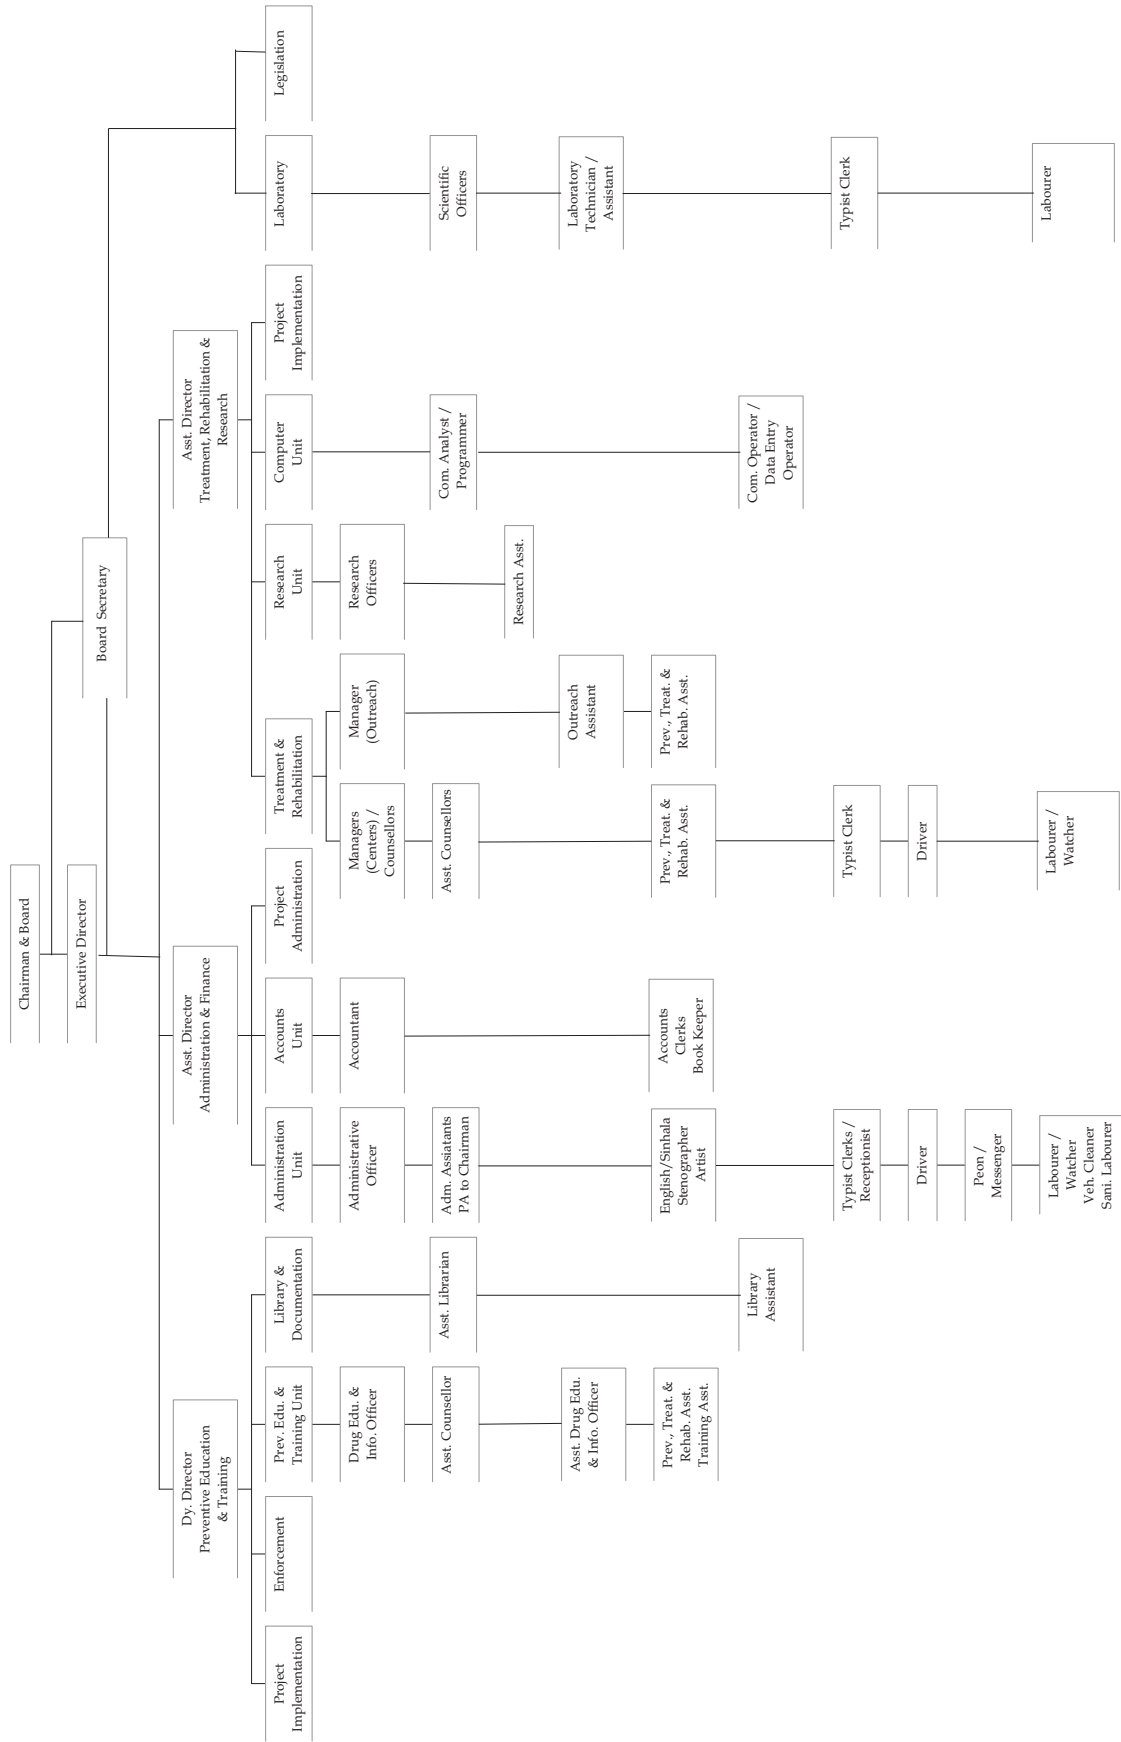 Chairman & Board
Executive Director
Board Secretary
Dy. Director
Preventive Education
& Training
Asst. Director
Administration & Finance
Asst. Director
Treatment, Rehabilitation &
Research
Project
Implementation
Enforcement
Prev. Edu. &
Training Unit
Library &
Documentation
Administration
Unit
Accounts
Unit
Project
Administration
Treatment &
Rehabilitation
Research
Unit
Computer
Unit
Project
Implementation
Laboratory
Legislation
Drug Edu. &
Info. Officer
Administrative
Officer
Accountant
Managers
(Centers) /
Counsellors
Manager
(Outreach)
Research
Officers
Asst. Counsellor
Asst. Librarian
Adm. Assiatants
PA to Chairman
Asst. Counsellors
Com. Analyst /
Programmer
Scientific
Officers
Research Asst.
Asst. Drug Edu.
& Info. Officer
Outreach
Assistant
Laboratory
Technician /
Assistant
Prev., Treat. &
Rehab. Asst.
Training Asst.
English/Sinhala
Stenographer
Artist
Accounts
Clerks
Book Keeper
Prev., Treat. &
Rehab. Asst.
Prev., Treat. &
Rehab. Asst.
Library
Assistant
Com. Operator /
Data Entry
Operator
Typist Clerks /
Receptionist
Typist Clerk
Typist Clerk
Driver
Driver
Peon /
Messenger
Labourer /
Watcher
Veh. Cleaner
Sani. Labourer
Labourer /
Watcher
Labourer